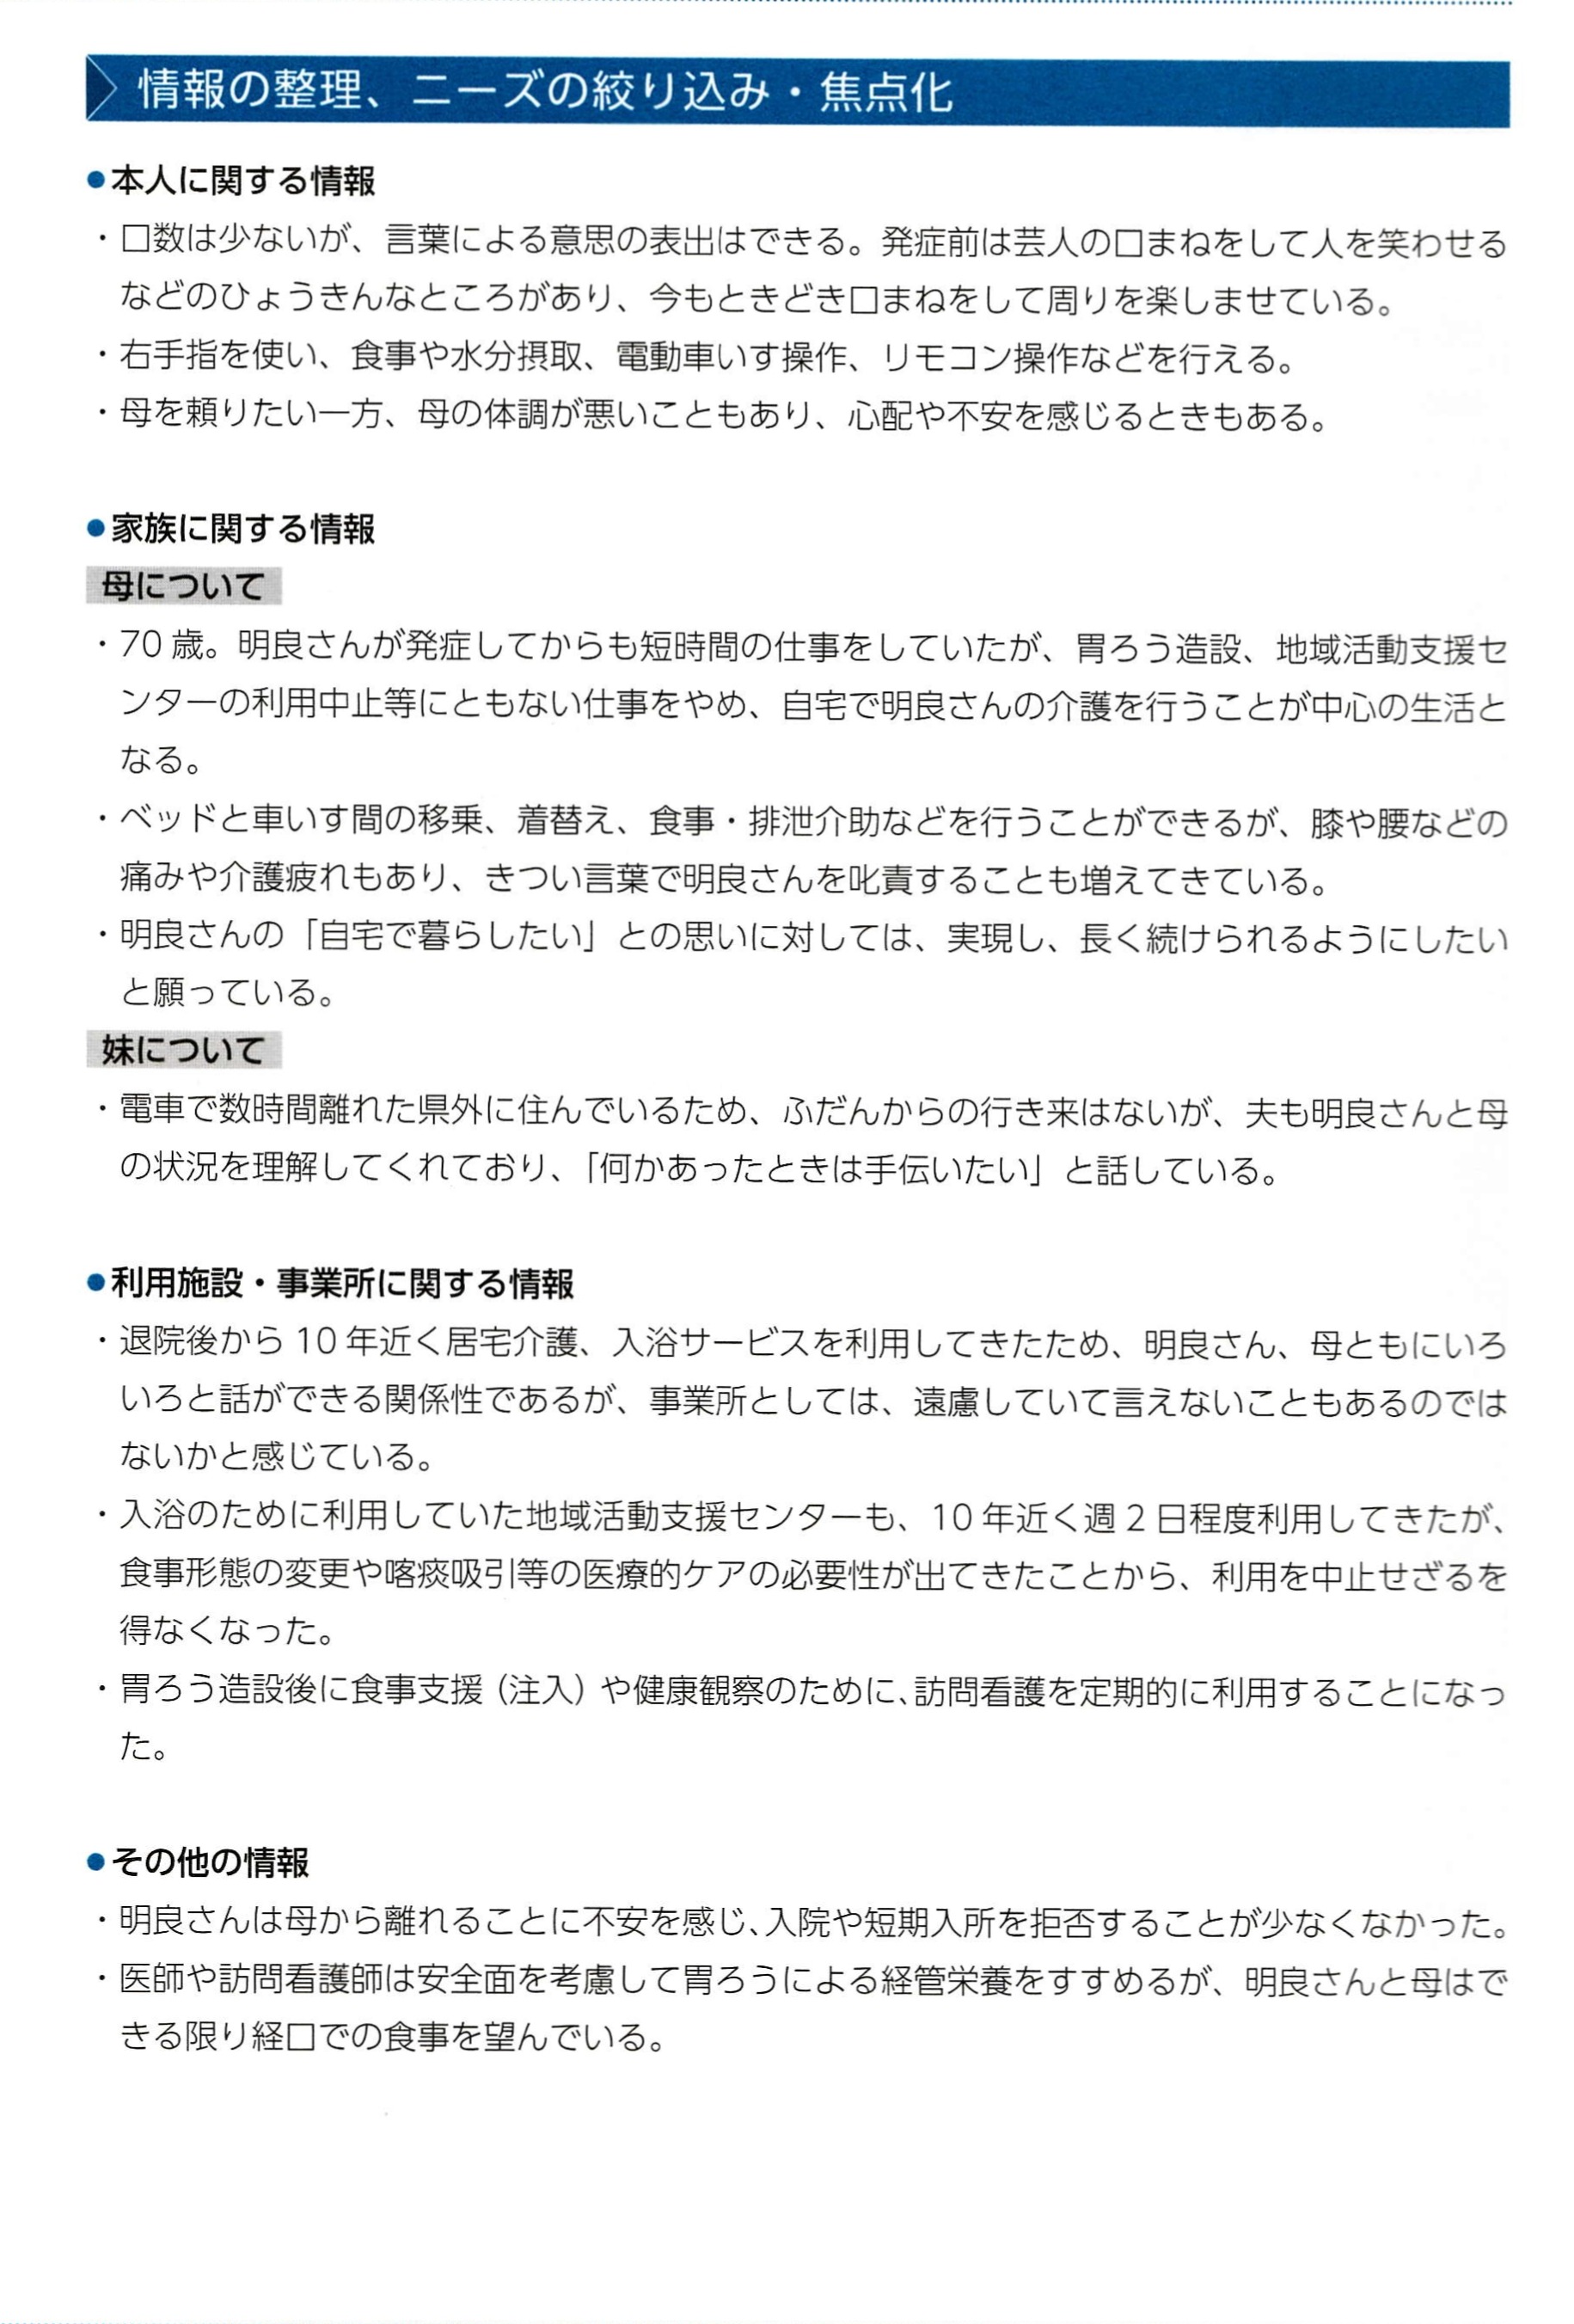 情報の整理、ニーズの絞り込み・焦点化
●本人に関する情報
・口数は少ないが、言葉による意思の表出はできる。発症前は芸人の口まねをして人を笑わせる
などのひょうきんなところがあり、今もときどき口まねをして周りを楽しませている。
・右手指を使い、食事や水分摂取、電動車いす操作、リモコン操作などを行える。
・母を頼りたい一方、母の体調が悪いこともあり、心配や不安を感じるときもある。
●家族に関する情報
母について
・70 歳。明良さんが発症してからも短時間の仕事をしていたが、胃ろう造設、地域活動支援セ
ンターの利用中止等にともない仕事をやめ、自宅で明良さんの介護を行うことが中心の生活と
なる。
・ベッドと車いす間の移乗、着替え、食事・排泄介助などを行うことができるが、膝や腰などの
痛みや介護疲れもあり、きつい言葉で明良さんを叱責することも増えてきている。
・明良さんの「自宅で暮らしたい」との思いに対しては、実現し、長く続けられるようにしたい
と願っている。
妹について
・電車で数時間離れた県外に住んでいるため、ふだんからの行き来はないが、夫も明良さんと母
の状況を理解してくれており、「何かあったときは手伝いたい」と話している。
●利用施設・事業所に関する情報
・退院後から 10 年近く居宅介護、入浴サービスを利用してきたため、明良さん、母ともにいろ
いろと話ができる関係性であるが、事業所としては、遠慮していて言えないこともあるのでは
ないかと感じている。
・入浴のために利用していた地域活動支援センターも、10 年近く週 2 日程度利用してきたが、
食事形態の変更や喀痰吸引等の医療的ケアの必要性が出てきたことから、利用を中止せざるを
得なくなった。
・胃ろう造設後に食事支援（注入）や健康観察のために、訪問看護を定期的に利用することになっ
た。
●その他の情報
・明良さんは母から離れることに不安を感じ、入院や短期入所を拒否することが少なくなかった。
・医師や訪問看護師は安全面を考慮して胃ろうによる経管栄養をすすめるが、明良さんと母はで
きる限り経口での食事を望んでいる。